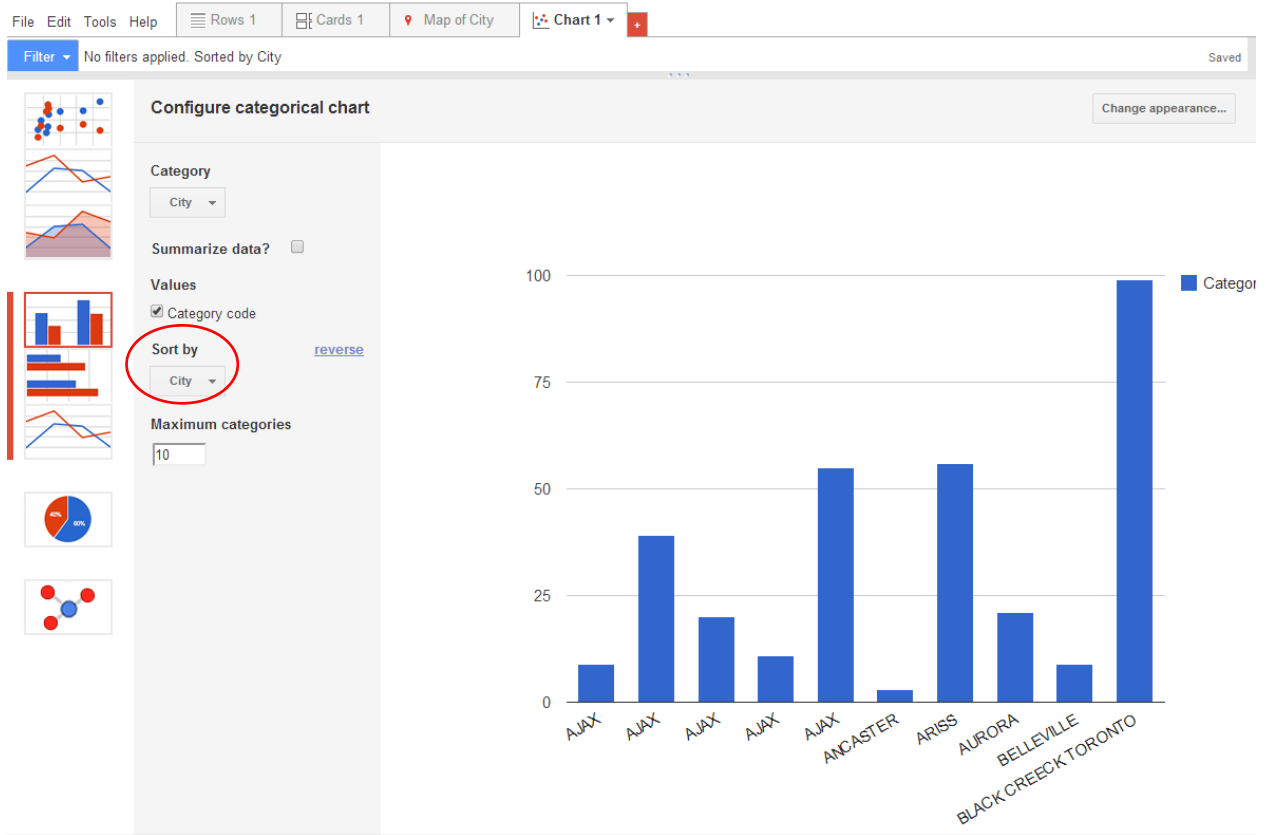 File Edit Tools Help Rows 1 Cards 1 Map of City Chart 1
+
Filter No filters applied. Sorted by City Saved
Configure categorical chart Change appearance...
Category
City
Summarize data?
Values
Category code
Sort by reverse
City
Maximum categories
10
40%
60%
100
75
50
25
0
Categor
AJAX AJAX AJAX AJAX AJAX ANCASTER ARISS AURORA BELLEVILLE BLACK CREECK TORONTO